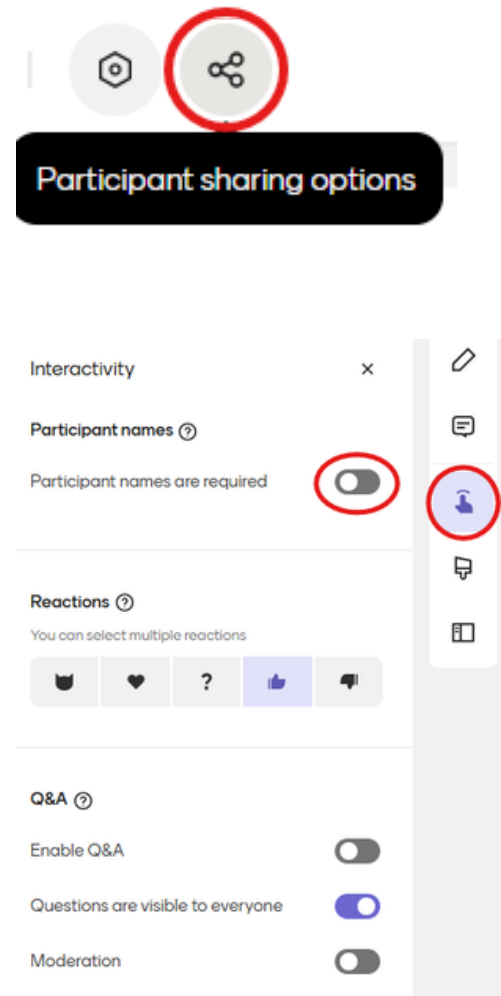 Participant sharing options
Interactivity
Participant names
Participant names are required
Reactions
You can select multiple reactions
?
Q&A
Enable Q&A
Questions are visible to everyone
Moderation